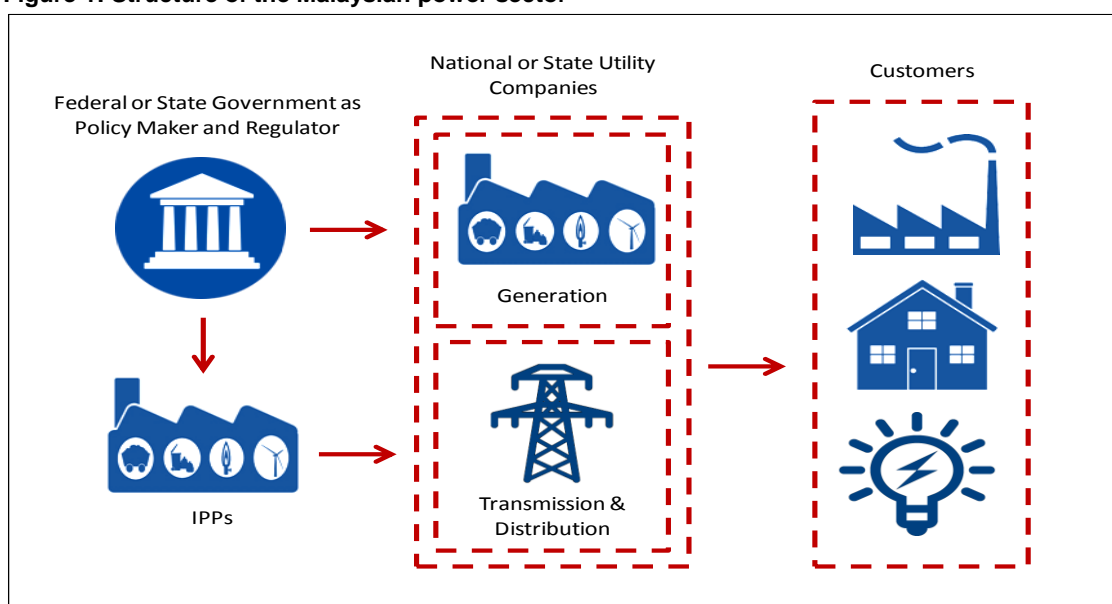 Figure 1: Structure of the Malaysian power sector
Federal or State Government as
Policy Maker and Regulator
IPPs
National or State Utility
Companies
Generation
Transmission &
Distribution
Customers